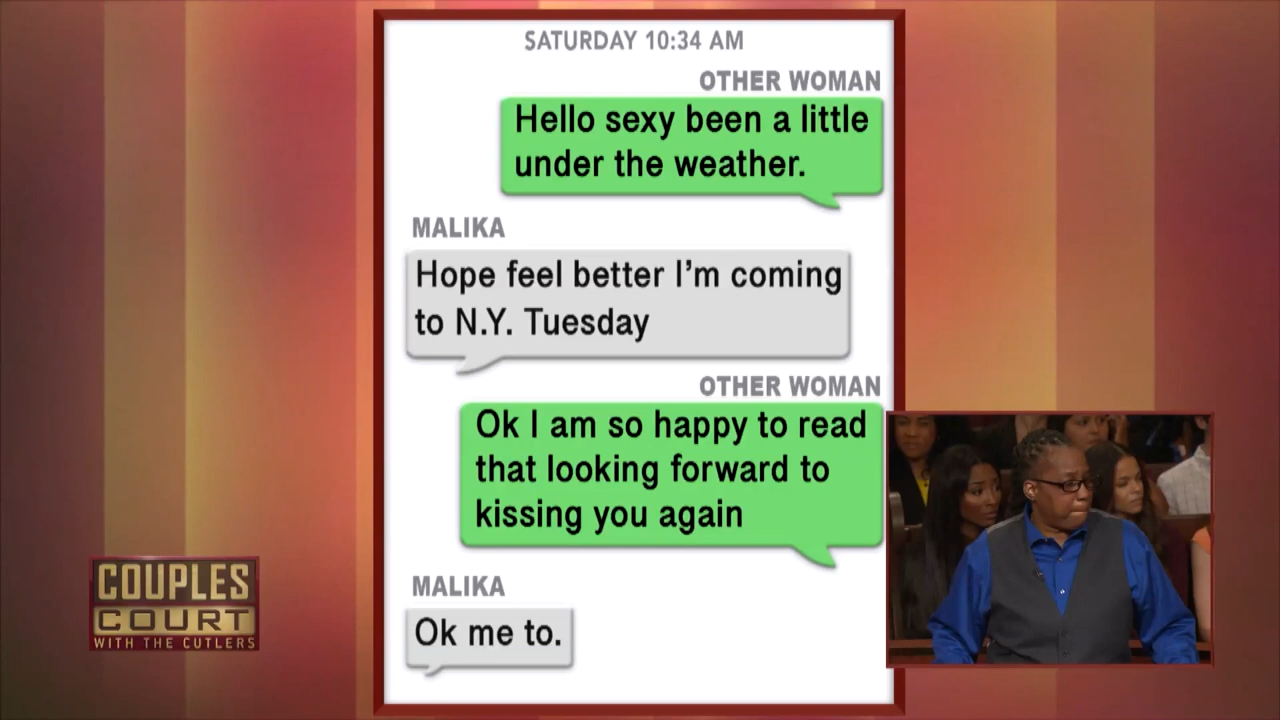 SATURDAY 10:34 AM
OTHER WOMAN
Hello sexy been a little
under the weather.
MALIKA
Hope feel better I'm coming
to N.Y. Tuesday
OTHER WOMAN
Ok I am so happy to read
that looking forward to
kissing you again
MALIKA
Ok me to.
COUPLES
COURT
WITH THE CUTLERS